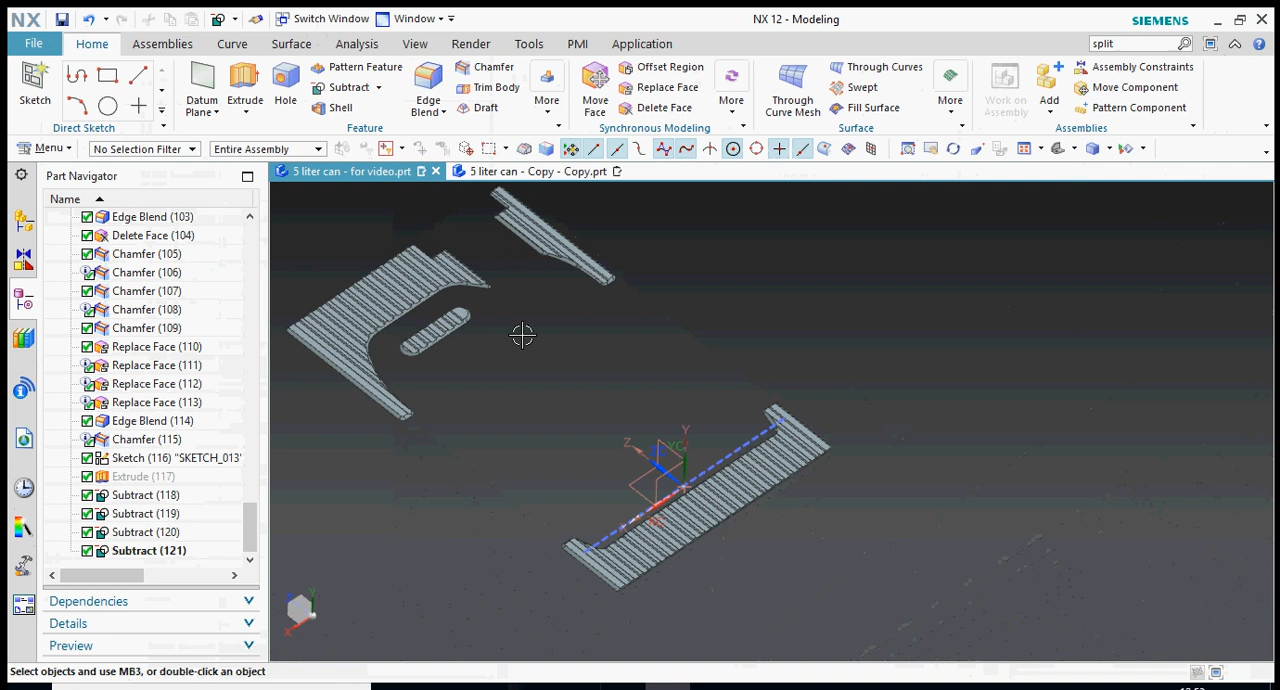 NX Switch Window Window NX 12 - Modeling SIEMENS
File Home Assemblies Curve Surface Analysis View Render Tools PMI Application split
Sketch Direct Sketch
Datum Plane Extrude Hole Pattern Feature Subtract Shell Edge Blend Chamfer Trim Body Draft More Feature
Move Face Offset Region Replace Face Delete Face More Synchronous Modeling
Through Curve Mesh Through Curves Swept Fill Surface More Surface
Work on Assembly Add Assembly Constraints Move Component Pattern Component Assemblies
Menu No Selection Filter Entire Assembly
Part Navigator
5 liter can - for video.prt 5 liter can - Copy - Copy.prt
Name
Edge Blend (103)
Delete Face (104)
Chamfer (105)
Chamfer (106)
Chamfer (107)
Chamfer (108)
Chamfer (109)
Replace Face (110)
Replace Face (111)
Replace Face (112)
Replace Face (113)
Edge Blend (114)
Chamfer (115)
Sketch (116) "SKETCH_013"
Extrude (117)
Subtract (118)
Subtract (119)
Subtract (120)
Subtract (121)
Dependencies
Details
Preview
Y
Z
YC
X
Select objects and use MB3, or double-click an object